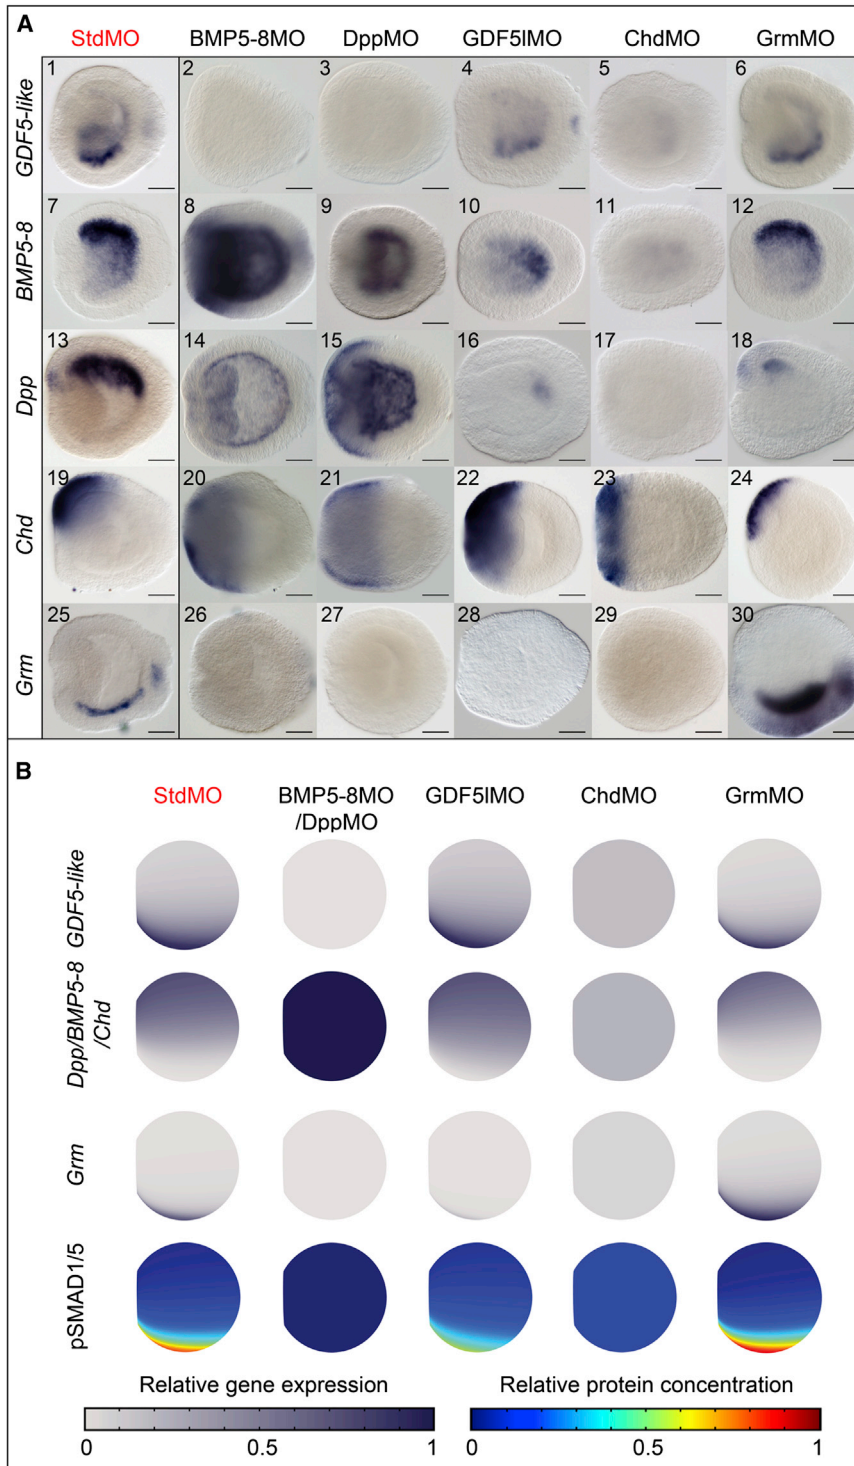 A
StdMO BMP5-8MO DppMO GDF5lMO ChdMO GrmMO
GDF5-like
1 2 3 4 5 6
BMP5-8
7 8 9 10 11 12
Dpp
13 14 15 16 17 18
Chd
19 20 21 22 23 24
Grm
25 26 27 28 29 30
B
StdMO BMP5-8MO GDF5lMO ChdMO GrmMO
/DppMO
GDF5-like
Dpp/BMP5-8
/Chd
Grm
pSMAD1/5
Relative gene expression Relative protein concentration
0 0.5 1 0 0.5 1